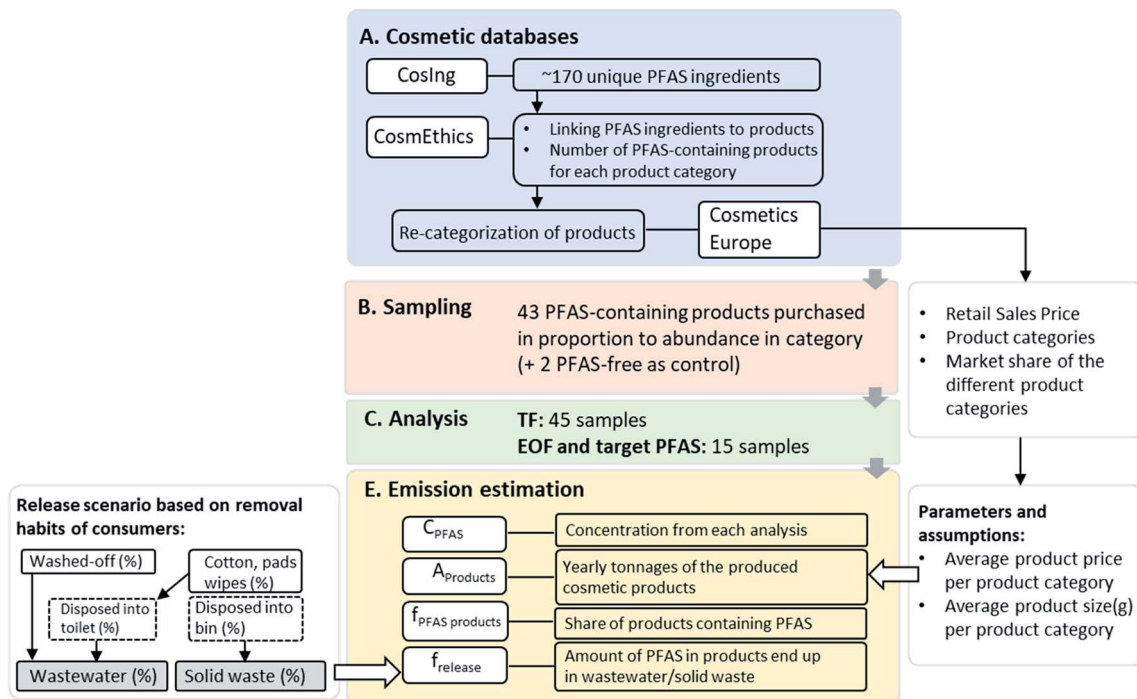 A. Cosmetic databases
CosIng
~170 unique PFAS ingredients
CosmEthics
• Linking PFAS ingredients to products
• Number of PFAS-containing products
for each product category
Re-categorization of products
Cosmetics
Europe
B. Sampling
43 PFAS-containing products purchased
in proportion to abundance in category
(+ 2 PFAS-free as control)
• Retail Sales Price
• Product categories
• Market share of the
different product
categories
C. Analysis
TF: 45 samples
EOF and target PFAS: 15 samples
Release scenario based on removal
habits of consumers:
Washed-off (%)
Cotton, pads
wipes (%)
Disposed into
toilet (%)
Disposed into
bin (%)
Wastewater (%)
Solid waste (%)
E. Emission estimation
CPFAS
Concentration from each analysis
AProducts
Yearly tonnages of the produced
cosmetic products
fPFAS products
Share of products containing PFAS
frelease
Amount of PFAS in products end up
in wastewater/solid waste
Parameters and
assumptions:
• Average product price
per product category
• Average product size(g)
per product category